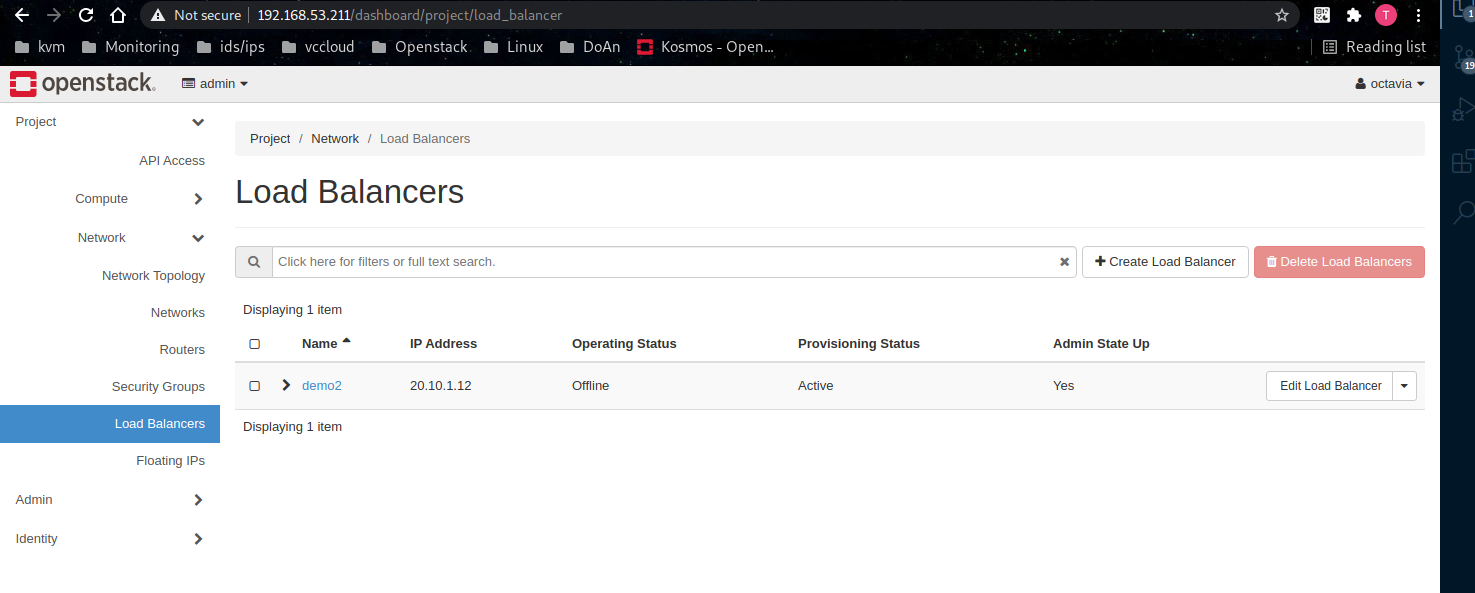 Not secure 192.168.53.211/dashboard/project/load_balancer T 1
kvm Monitoring ids/ips vccloud Openstack Linux DoAn Kosmos - Open... Reading list 19
openstack. admin octavia
Project
Project / Network / Load Balancers
API Access
Load Balancers
Compute
Network
Click here for filters or full text search. Create Load Balancer Delete Load Balancers
Network Topology
Networks
Displaying 1 item
Routers
Name IP Address Operating Status Provisioning Status Admin State Up
Security Groups
demo2 20.10.1.12 Offline Active Yes Edit Load Balancer
Load Balancers
Displaying 1 item
Floating IPs
Admin
Identity